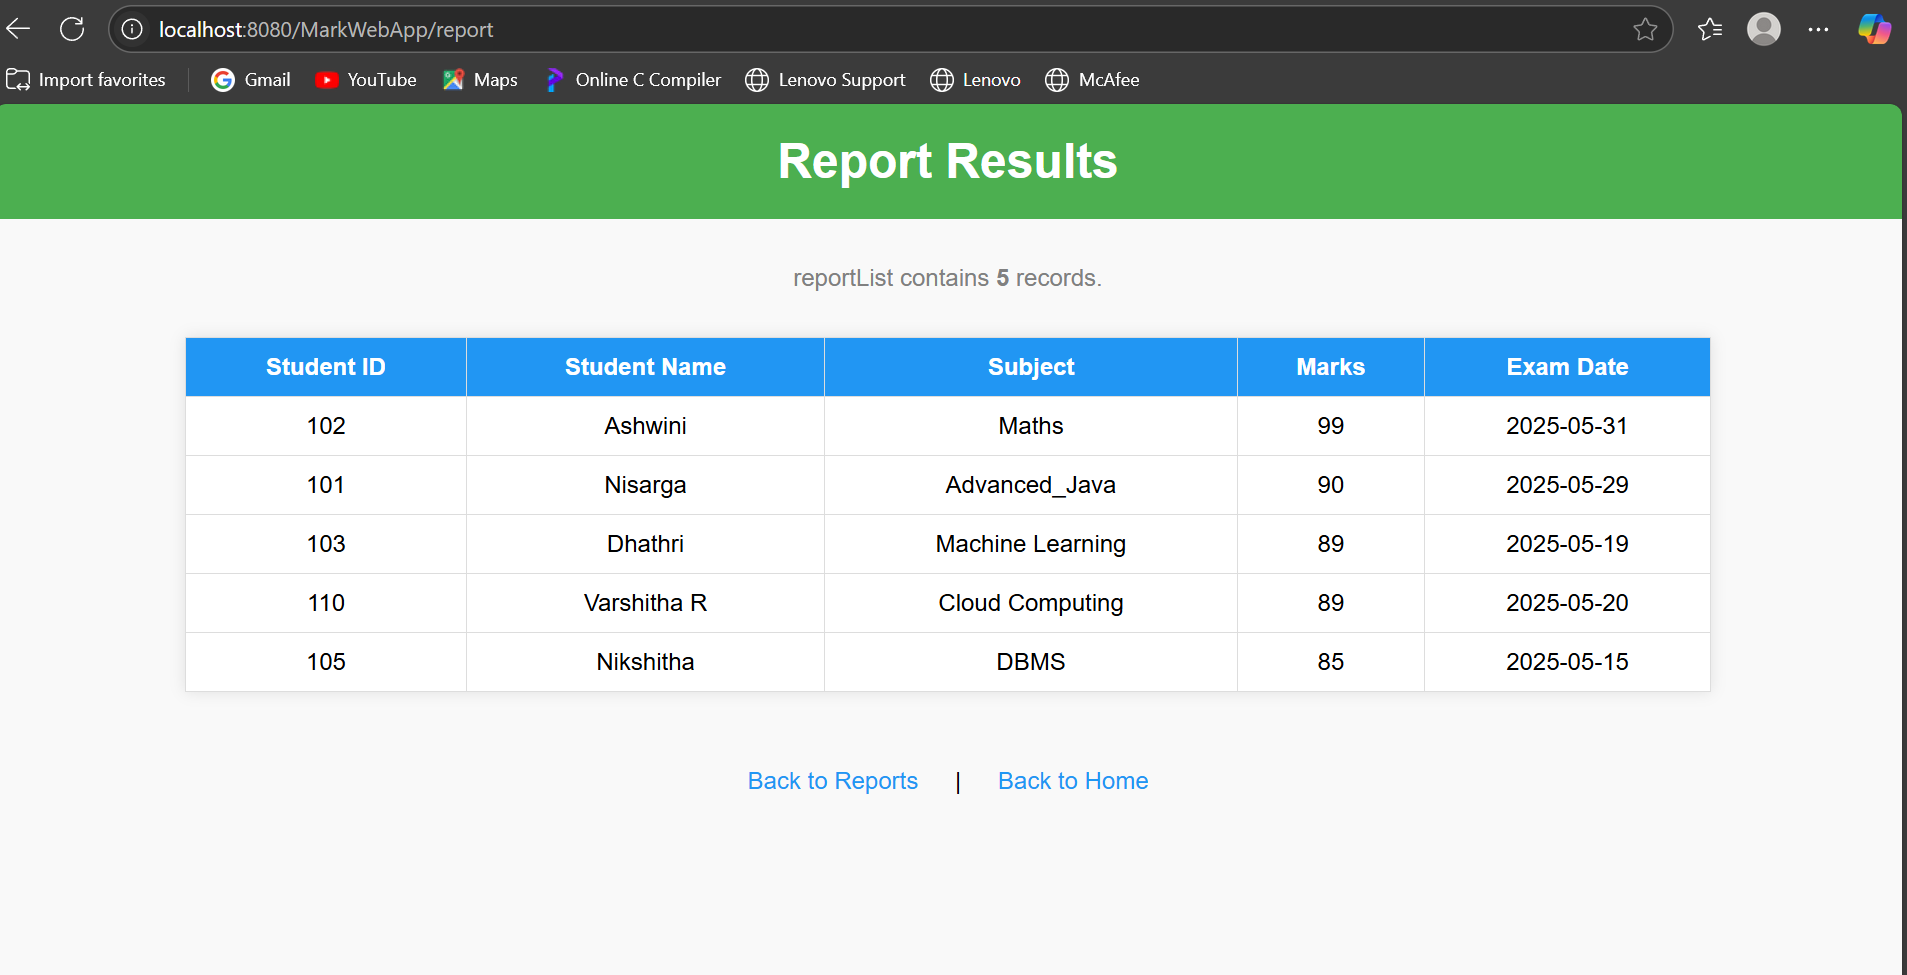 localhost:8080/MarkWebApp/report
Import favorites Gmail YouTube Maps Online C Compiler Lenovo Support Lenovo McAfee
Report Results
reportList contains 5 records.
Student ID Student Name Subject Marks Exam Date
102 Ashwini Maths 99 2025-05-31
101 Nisarga Advanced_Java 90 2025-05-29
103 Dhathri Machine Learning 89 2025-05-19
110 Varshitha R Cloud Computing 89 2025-05-20
105 Nikshitha DBMS 85 2025-05-15
Back to Reports | Back to Home